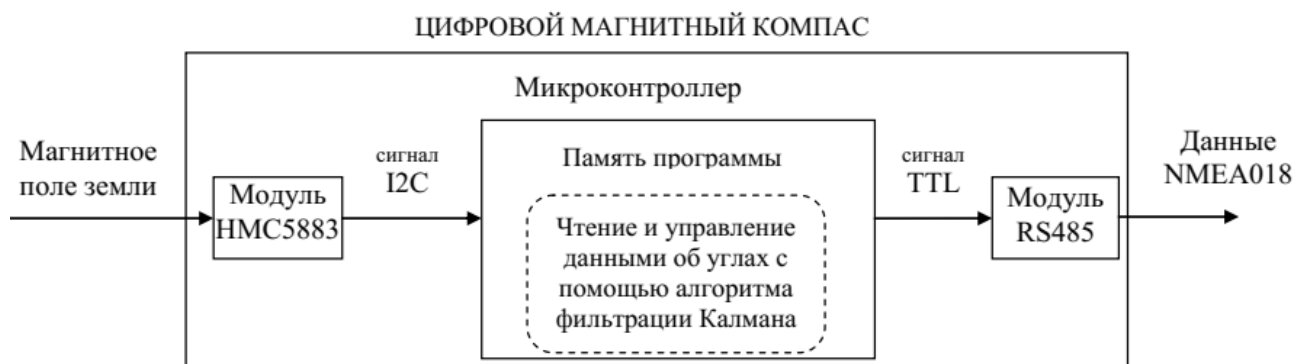 ЦИФРОВОЙ МАГНИТНЫЙ КОМПАС
Микроконтроллер
Магнитное
поле земли
Модуль
HMC5883
сигнал
I2C
Память программы
Чтение и управление
данными об углах с
помощью алгоритма
фильтрации Калмана
сигнал
TTL
Модуль
RS485
Данные
NMEA018